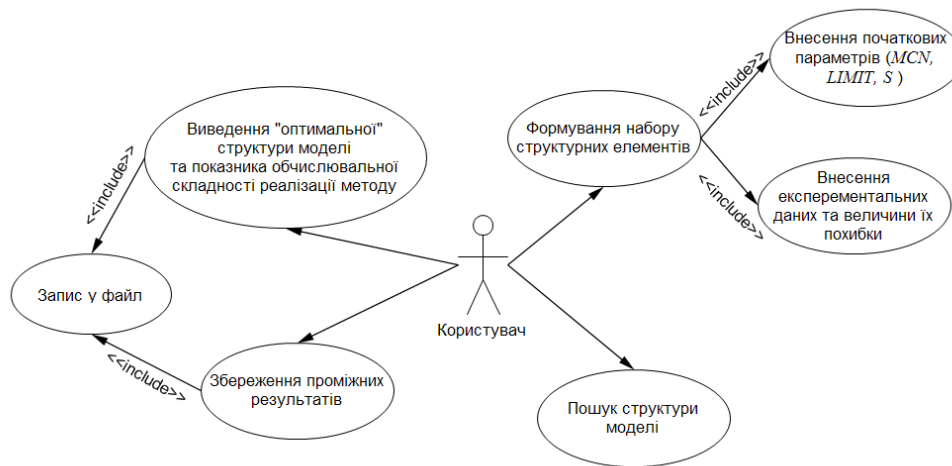 Внесення початкових
параметрів (MCN,
LIMIT, S )
<<include>>
Виведення "оптимальної"
структури моделі
та показника обчислювальної
складності реалізації методу
Формування набору
структурних елементів
<<include>>
<<include>>
Внесення
експерементальних
даних та величини їх
похибки
Запис у файл
Користувач
<<include>>
Збереження проміжних
результатів
Пошук структури
моделі